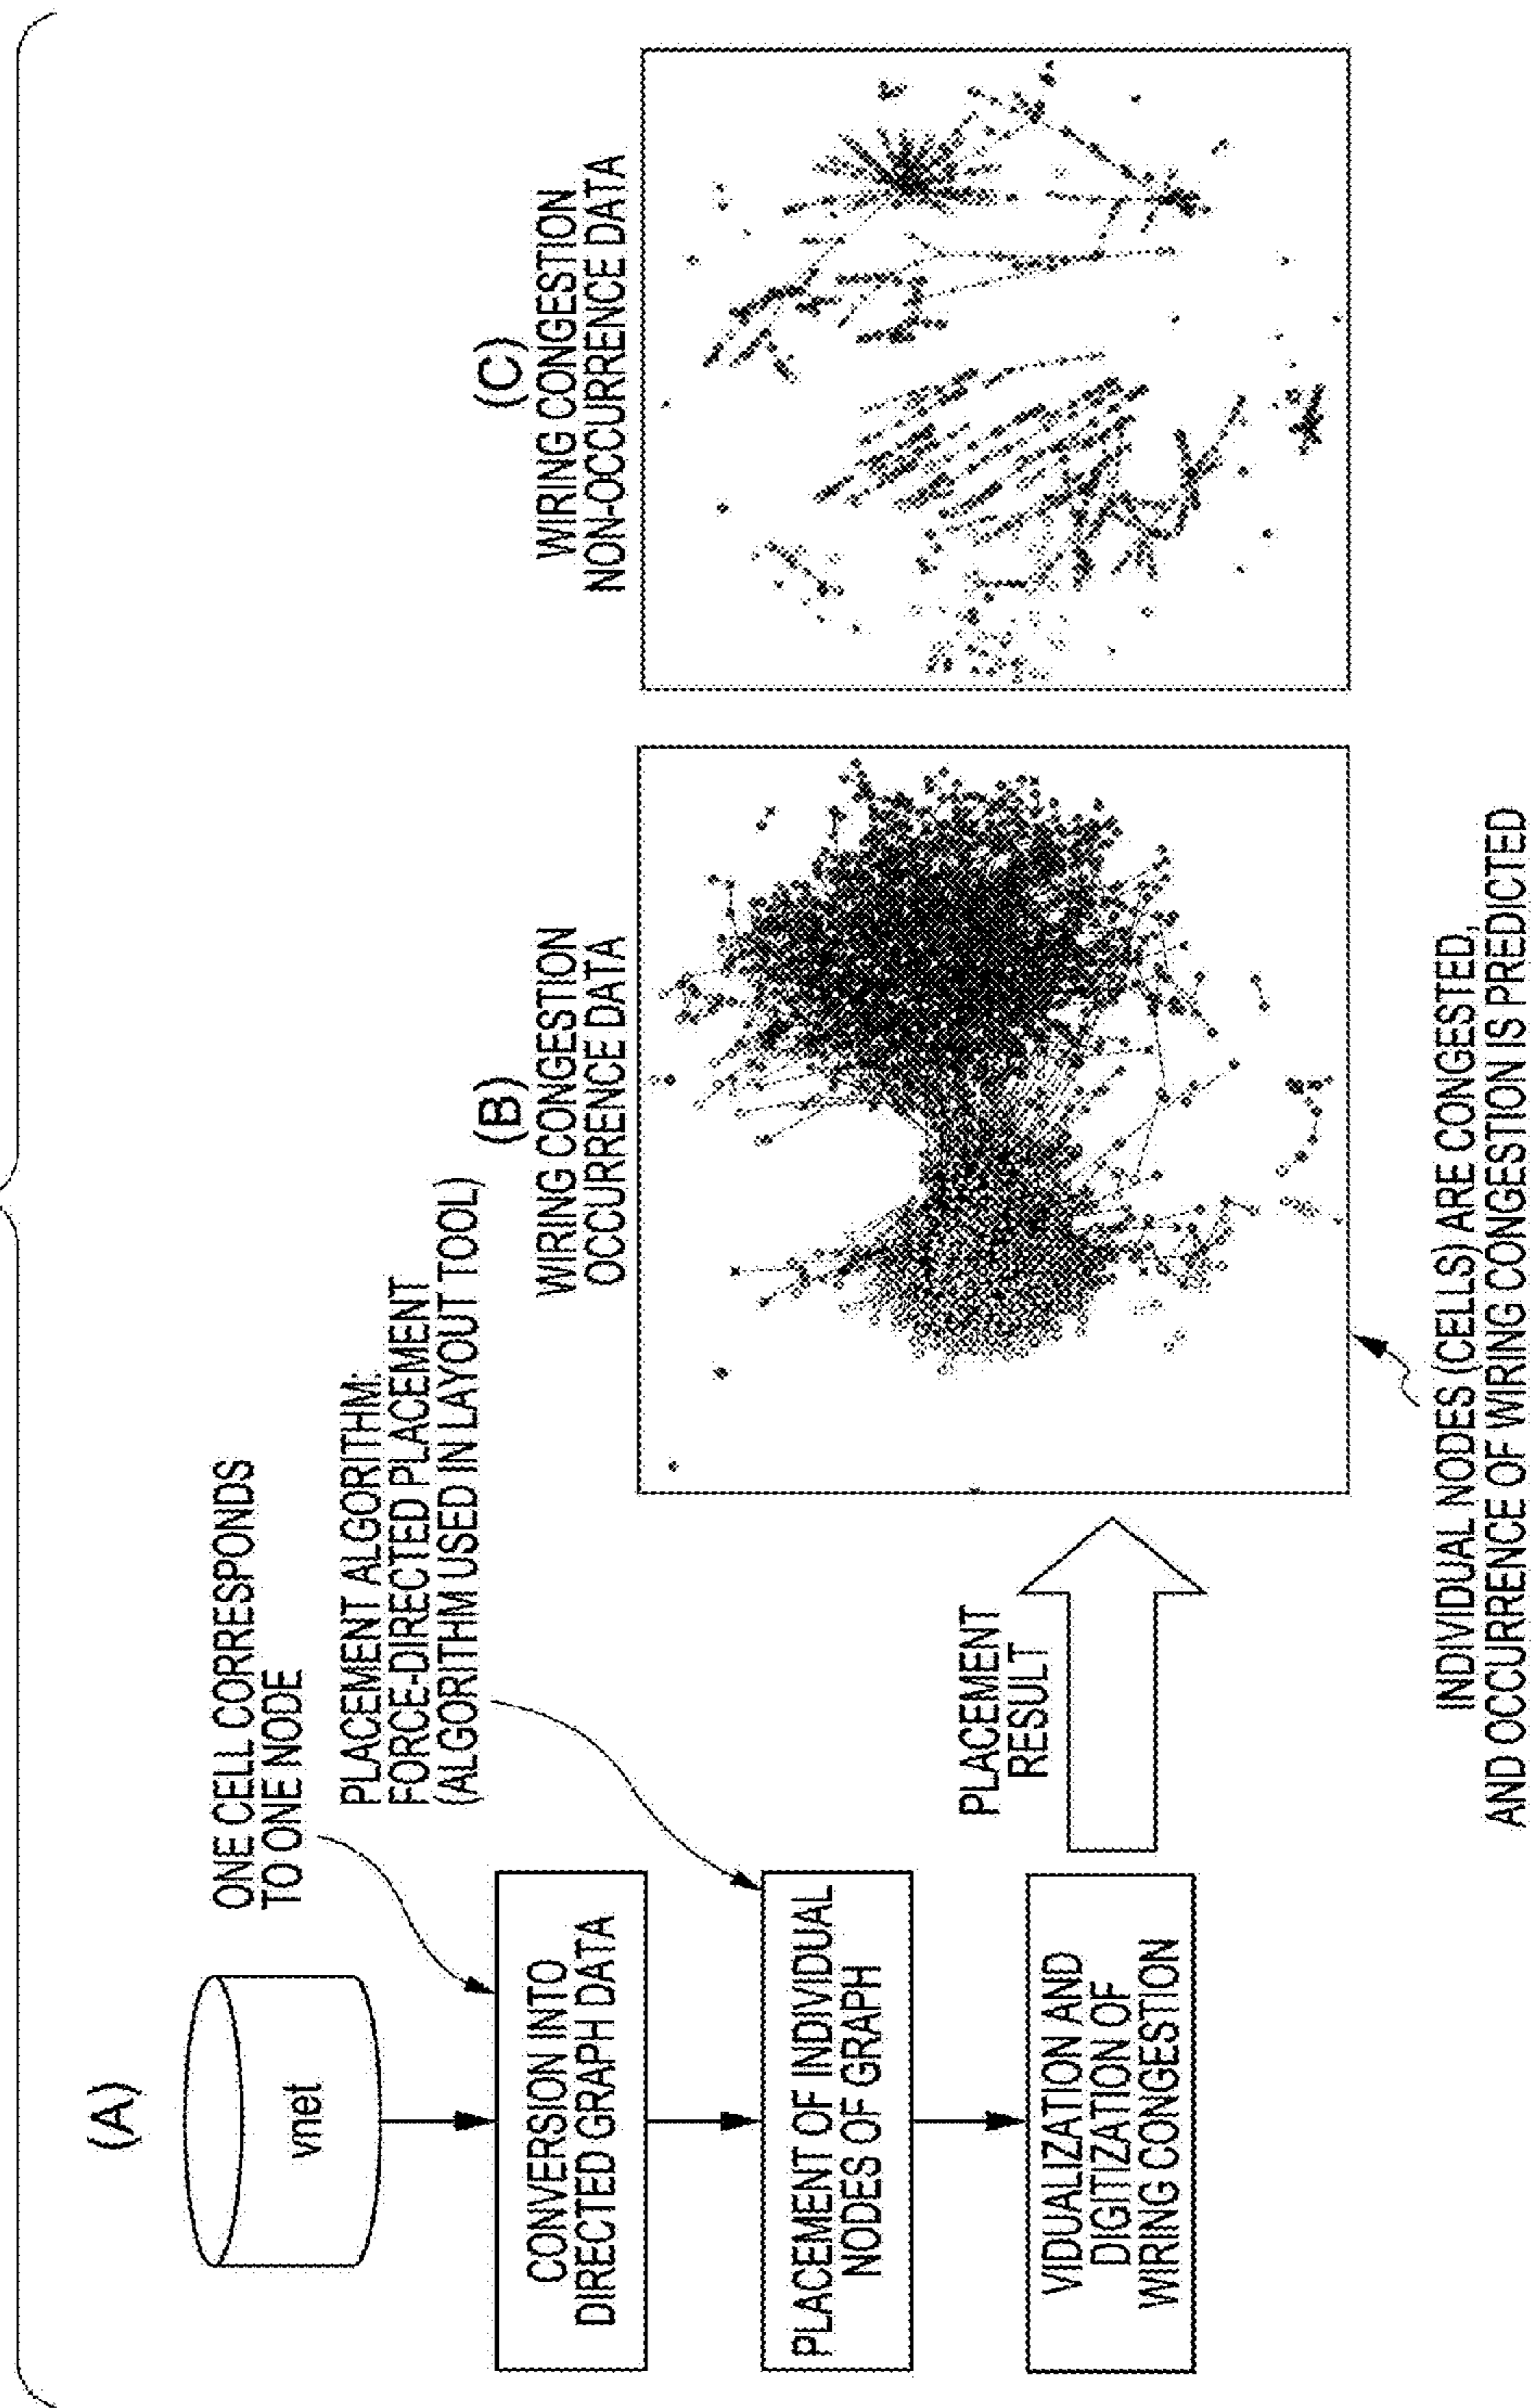 (A)
vnet
ONE CELL CORRESPONDS
TO ONE NODE
CONVERSION INTO
DIRECTED GRAPH DATA
PLACEMENT ALGORITHM:
FORCE-DIRECTED PLACEMENT
(ALGORITHM USED IN LAYOUT TOOL)
PLACEMENT OF INDIVIDUAL
NODES OF GRAPH
VIDUALIZATION AND
DIGITIZATION OF
WIRING CONGESTION
PLACEMENT
RESULT
(B)
WIRING CONGESTION
OCCURRENCE DATA
INDIVIDUAL NODES (CELLS) ARE CONGESTED,
AND OCCURRENCE OF WIRING CONGESTION IS PREDICTED
(C)
WIRING CONGESTION
NON-OCCURRENCE DATA